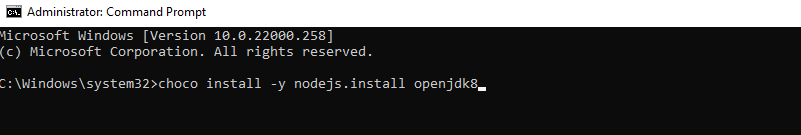 Administrator: Command Prompt
Microsoft Windows [Version 10.0.22000.258]
(c) Microsoft Corporation. All rights reserved.
C:\Windows\system32>choco install -y nodejs.install openjdk8